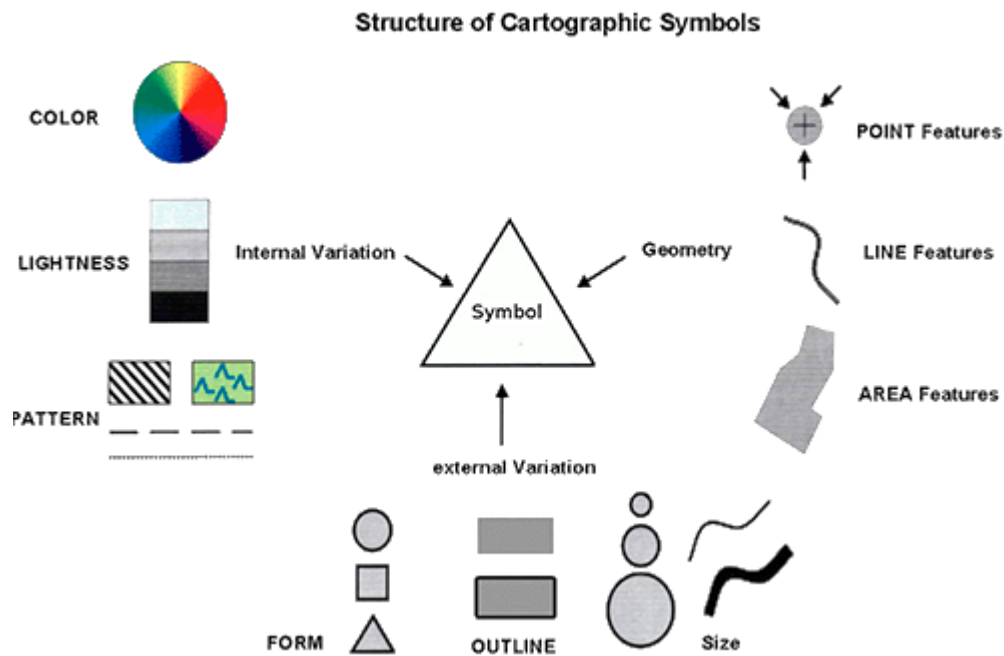 Structure of Cartographic Symbols
COLOR
POINT Features
LIGHTNESS
Internal Variation
Geometry
LINE Features
Symbol
PATTERN
AREA Features
external Variation
FORM
OUTLINE
Size